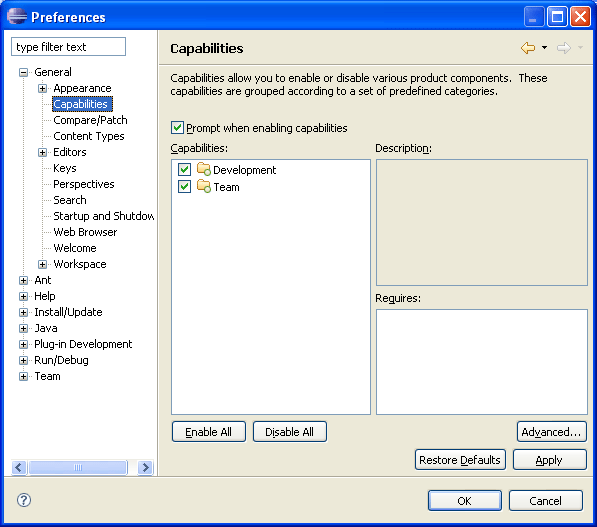 Preferences
type filter text
General
Appearance
Capabilities
Compare/Patch
Content Types
Editors
Keys
Perspectives
Search
Startup and Shutdow
Web Browser
Welcome
Workspace
Ant
Help
Install/Update
Java
Plug-in Development
Run/Debug
Team
Capabilities
Capabilities allow you to enable or disable various product components. These
capabilities are grouped according to a set of predefined categories.
Prompt when enabling capabilities
Capabilities:
Development
Team
Description:
Requires:
Enable All
Disable All
Advanced...
Restore Defaults
Apply
?
OK
Cancel